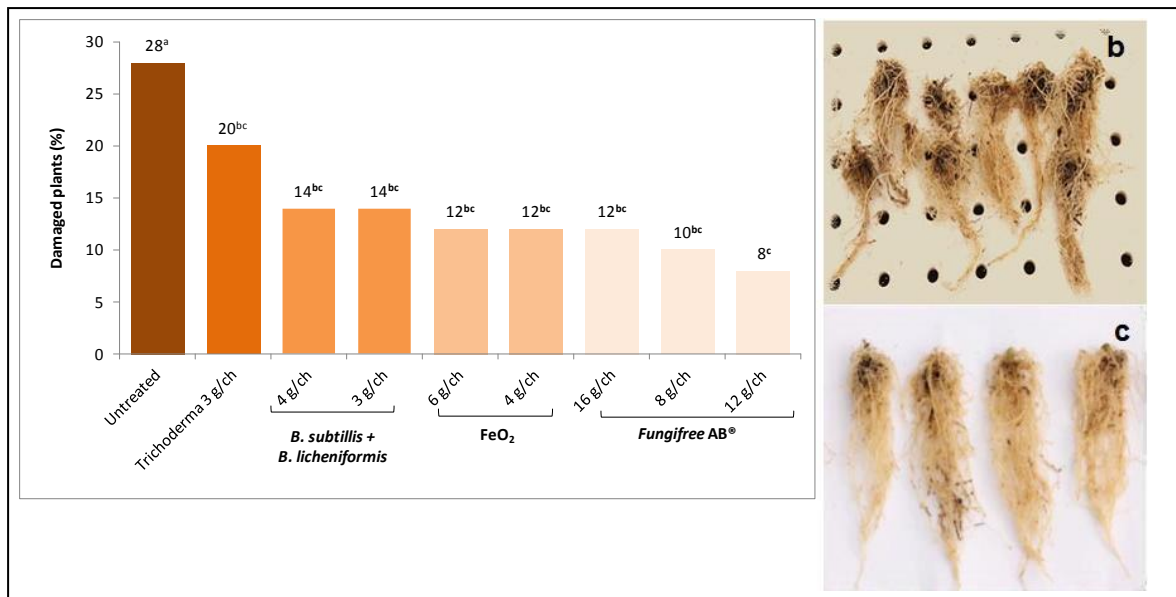 Damaged plants (%)
30
25
20
15
10
5
0
28ᵃ
20ᵇᶜ
14ᵇᶜ
14ᵇᶜ
12ᵇᶜ
12ᵇᶜ
12ᵇᶜ
10ᵇᶜ
8ᶜ
Untreated
Trichoderma 3 g/ch
4 g/ch
3 g/ch
6 g/ch
4 g/ch
16 g/ch
8 g/ch
12 g/ch
B. subtillis +
B. licheniformis
FeO₂
Fungifree AB®
b
c